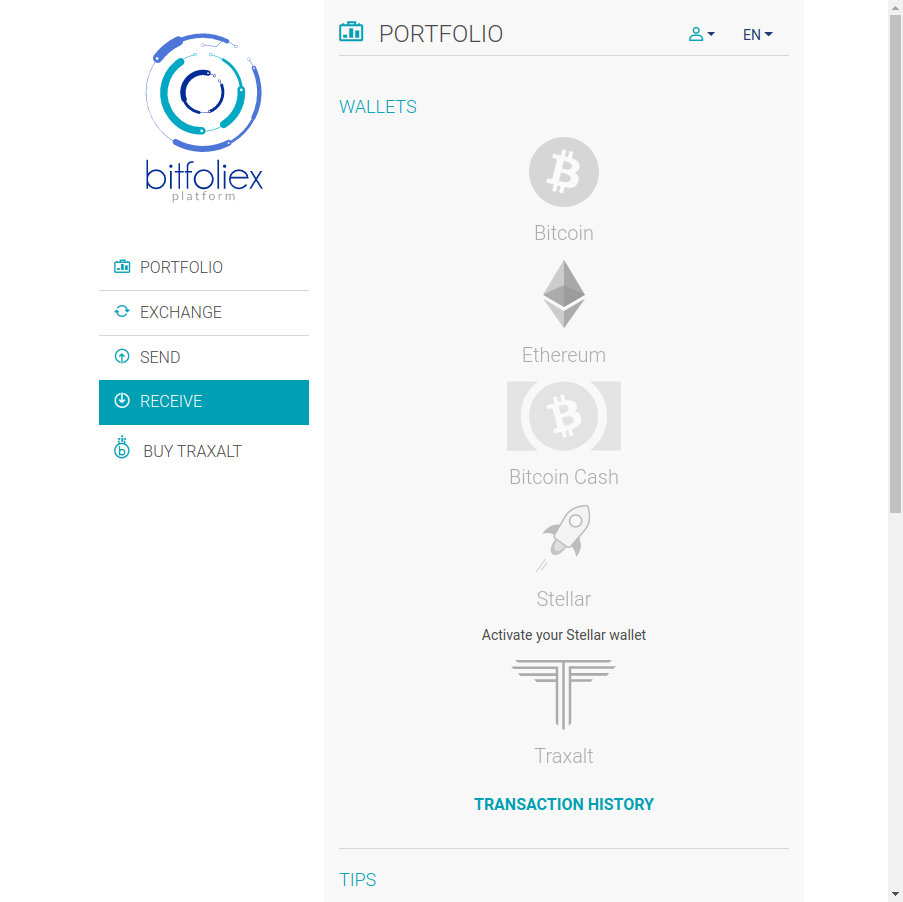 bitfoliex
platform
PORTFOLIO
EXCHANGE
SEND
RECEIVE
BUY TRAXALT
PORTFOLIO
EN
WALLETS
Bitcoin
Ethereum
Bitcoin Cash
Stellar
Activate your Stellar wallet
Traxalt
TRANSACTION HISTORY
TIPS